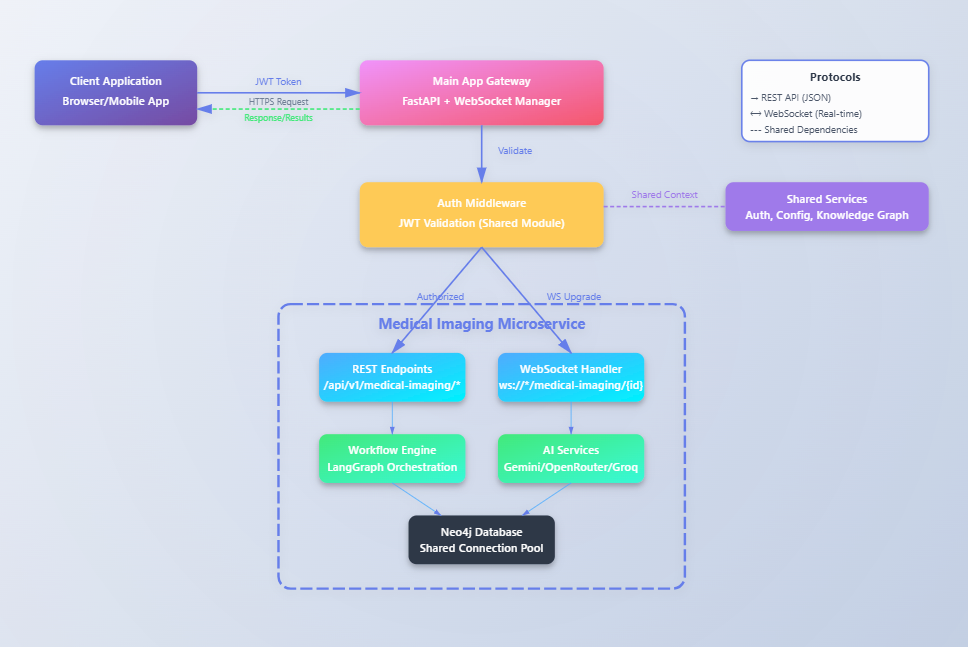 Client Application
Browser/Mobile App
JWT Token
HTTPS Request
Response/Results
Main App Gateway
FastAPI + WebSocket Manager
Protocols
→ REST API (JSON)
↔ WebSocket (Real-time)
--- Shared Dependencies
Validate
Auth Middleware
JWT Validation (Shared Module)
Shared Context
Shared Services
Auth, Config, Knowledge Graph
Authorized
WS Upgrade
Medical Imaging Microservice
REST Endpoints
/api/v1/medical-imaging/*
WebSocket Handler
ws://*/medical-imaging/{id}
Workflow Engine
LangGraph Orchestration
AI Services
Gemini/OpenRouter/Groq
Neo4j Database
Shared Connection Pool